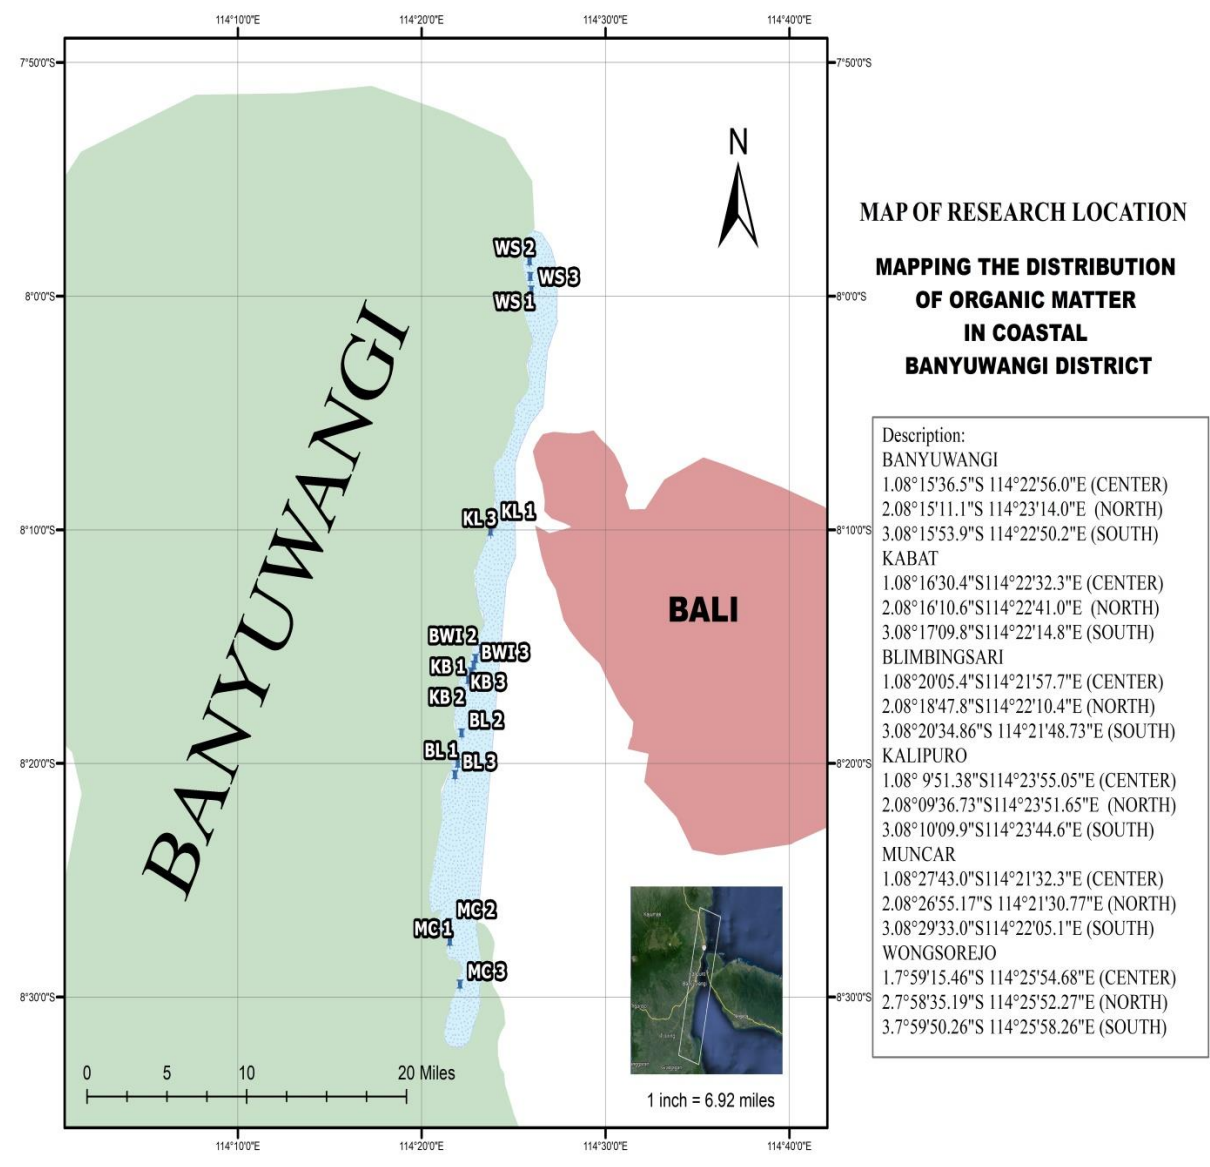 114°10'0"E 114°20'0"E 114°30'0"E 114°40'0"E
7°50'0"S 7°50'0"S
N
WS 2
WS 3
8°0'0"S
WS 1
BANYUWANGI
KL 3 KL 1
8°10'0"S 8°10'0"S
BALI
BWI 2
BWI 3
KB 1
KB 3
KB 2
BL 2
BL 1
BL 3
8°20'0"S 8°20'0"S
MC 2
MC 1
MC 3
8°30'0"S 8°30'0"S
0 5 10 20 Miles
1 inch = 6.92 miles
114°10'0"E 114°20'0"E 114°30'0"E 114°40'0"E
MAP OF RESEARCH LOCATION
MAPPING THE DISTRIBUTION
OF ORGANIC MATTER
IN COASTAL
BANYUWANGI DISTRICT
Description:
BANYUWANGI
1.08°15'36.5"S 114°22'56.0"E (CENTER)
2.08°15'11.1"S 114°23'14.0"E (NORTH)
3.08°15'53.9"S 114°22'50.2"E (SOUTH)
KABAT
1.08°16'30.4"S114°22'32.3"E (CENTER)
2.08°16'10.6"S114°22'41.0"E (NORTH)
3.08°17'09.8"S114°22'14.8"E (SOUTH)
BLIMBINGSARI
1.08°20'05.4"S114°21'57.7"E (CENTER)
2.08°18'47.8"S114°22'10.4"E (NORTH)
3.08°20'34.86"S 114°21'48.73"E (SOUTH)
KALIPURO
1.08° 9'51.38"S114°23'55.05"E (CENTER)
2.08°09'36.73"S114°23'51.65"E (NORTH)
3.08°10'09.9"S114°23'44.6"E (SOUTH)
MUNCAR
1.08°27'43.0"S114°21'32.3"E (CENTER)
2.08°26'55.17"S 114°21'30.77"E (NORTH)
3.08°29'33.0"S114°22'05.1"E (SOUTH)
WONGSOREJO
1.7°59'15.46"S 114°25'54.68"E (CENTER)
2.7°58'35.19"S 114°25'52.27"E (NORTH)
3.7°59'50.26"S 114°25'58.26"E (SOUTH)